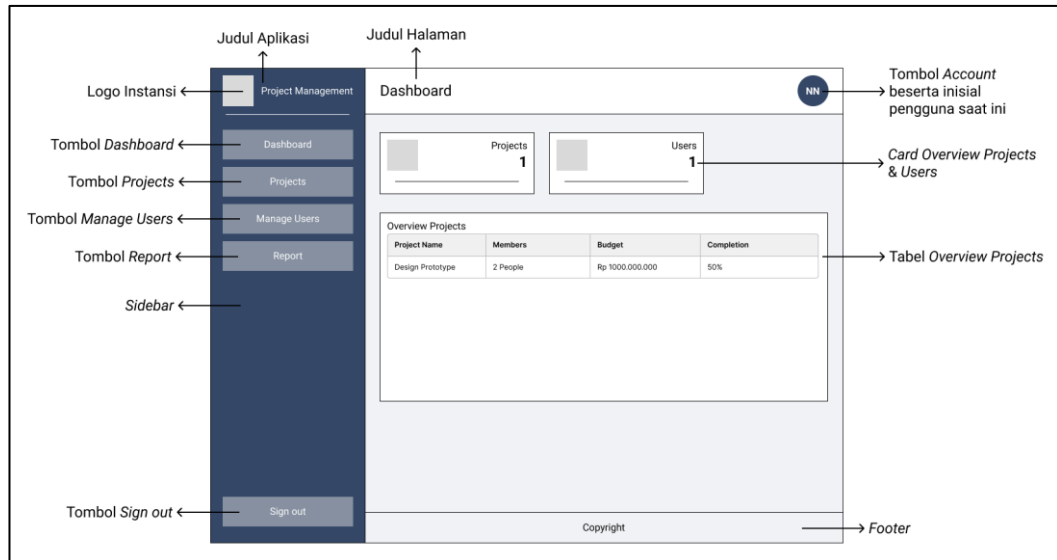 Judul Aplikasi
Judul Halaman
Logo Instansi
Project Management
Dashboard
NN
Tombol Account
beserta inisial
pengguna saat ini
Tombol Dashboard
Dashboard
Projects
1
Users
1
Card Overview Projects
& Users
Tombol Projects
Projects
Tombol Manage Users
Manage Users
Overview Projects
Project Name Members Budget Completion
Design Prototype 2 People Rp 1000.000.000 50%
Tabel Overview Projects
Tombol Report
Report
Sidebar
Tombol Sign out
Sign out
Copyright
Footer